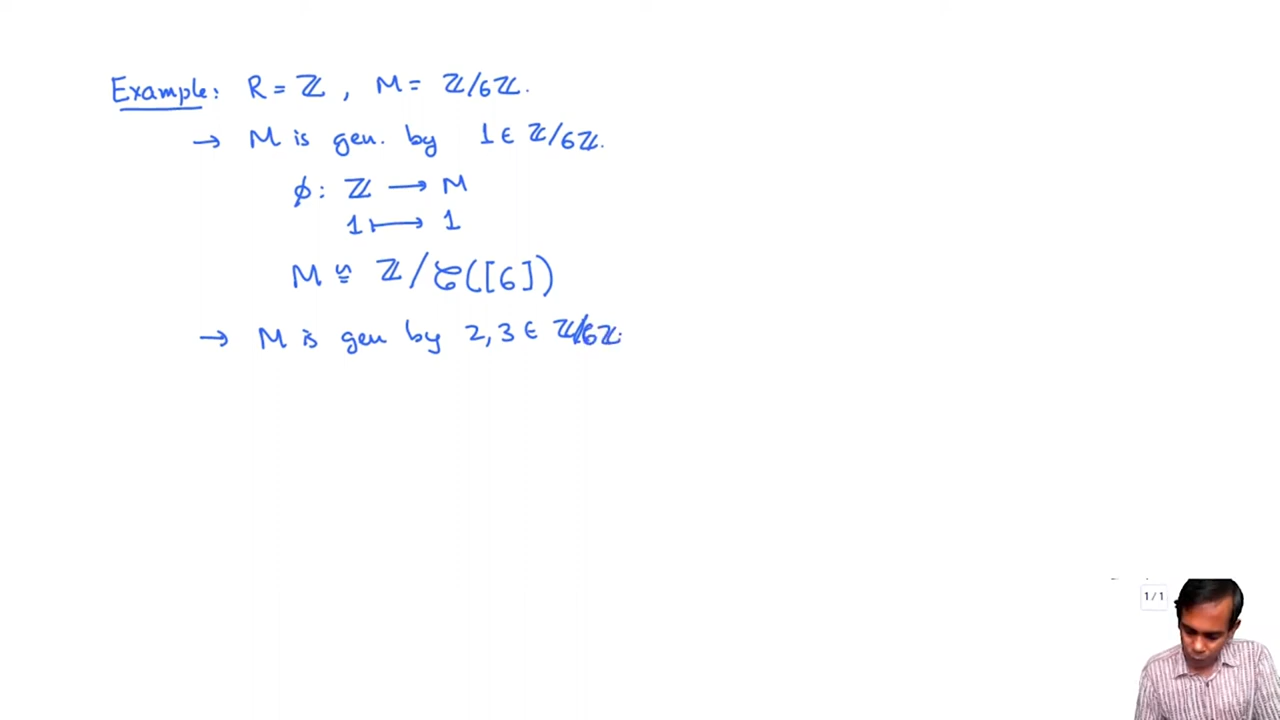 Example: R = ℤ, M = ℤ/6ℤ.
→ M is gen. by 1 ∈ ℤ/6ℤ.
ϕ: ℤ ⟶ M
1 ⟼ 1
M ≅ ℤ/𝒞([6])
→ M is gen by 2, 3 ∈ ℤ/6ℤ.
1/1